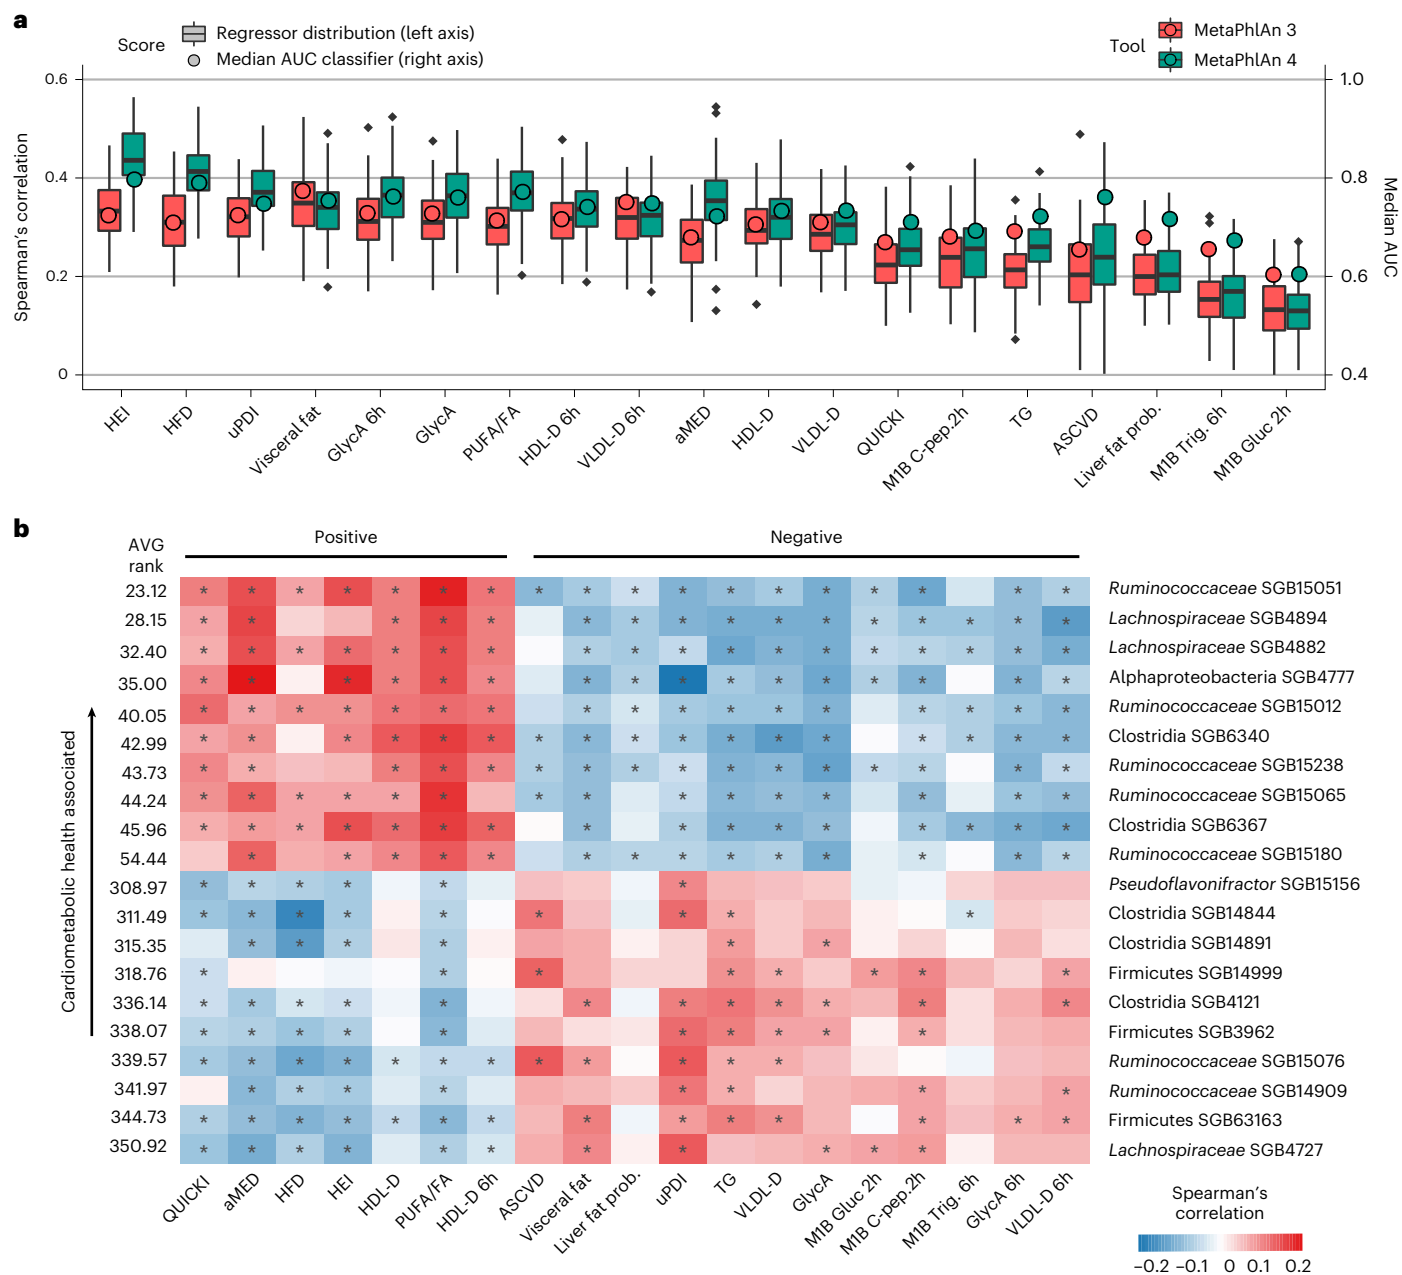 a
Score
Regressor distribution (left axis)
Median AUC classifier (right axis)
Tool
MetaPhlAn 3
MetaPhlAn 4
Spearman's correlation
0.6
0.4
0.2
0
1.0
0.8
0.6
0.4
Median AUC
HEI
HFD
uPDI
Visceral fat
GlycA 6h
GlycA
PUFA/FA
HDL-D 6h
VLDL-D 6h
aMED
HDL-D
VLDL-D
QUICKI
M1B C-pep.2h
TG
ASCVD
Liver fat prob.
M1B Trig. 6h
M1B Gluc 2h
b
AVG
rank
Positive
Negative
23.12
28.15
32.40
35.00
40.05
42.99
43.73
44.24
45.96
54.44
308.97
311.49
315.35
318.76
336.14
338.07
339.57
341.97
344.73
350.92
Cardiometabolic health associated
Ruminococcaceae SGB15051
Lachnospiraceae SGB4894
Lachnospiraceae SGB4882
Alphaproteobacteria SGB4777
Ruminococcaceae SGB15012
Clostridia SGB6340
Ruminococcaceae SGB15238
Ruminococcaceae SGB15065
Clostridia SGB6367
Ruminococcaceae SGB15180
Pseudoflavonifractor SGB15156
Clostridia SGB14844
Clostridia SGB14891
Firmicutes SGB14999
Clostridia SGB4121
Firmicutes SGB3962
Ruminococcaceae SGB15076
Ruminococcaceae SGB14909
Firmicutes SGB63163
Lachnospiraceae SGB4727
QUICKI
aMED
HFD
HEI
HDL-D
PUFA/FA
HDL-D 6h
ASCVD
Visceral fat
Liver fat prob.
uPDI
TG
VLDL-D
GlycA
M1B Gluc 2h
M1B C-pep.2h
M1B Trig. 6h
GlycA 6h
VLDL-D 6h
Spearman's
correlation
−0.2 −0.1 0 0.1 0.2